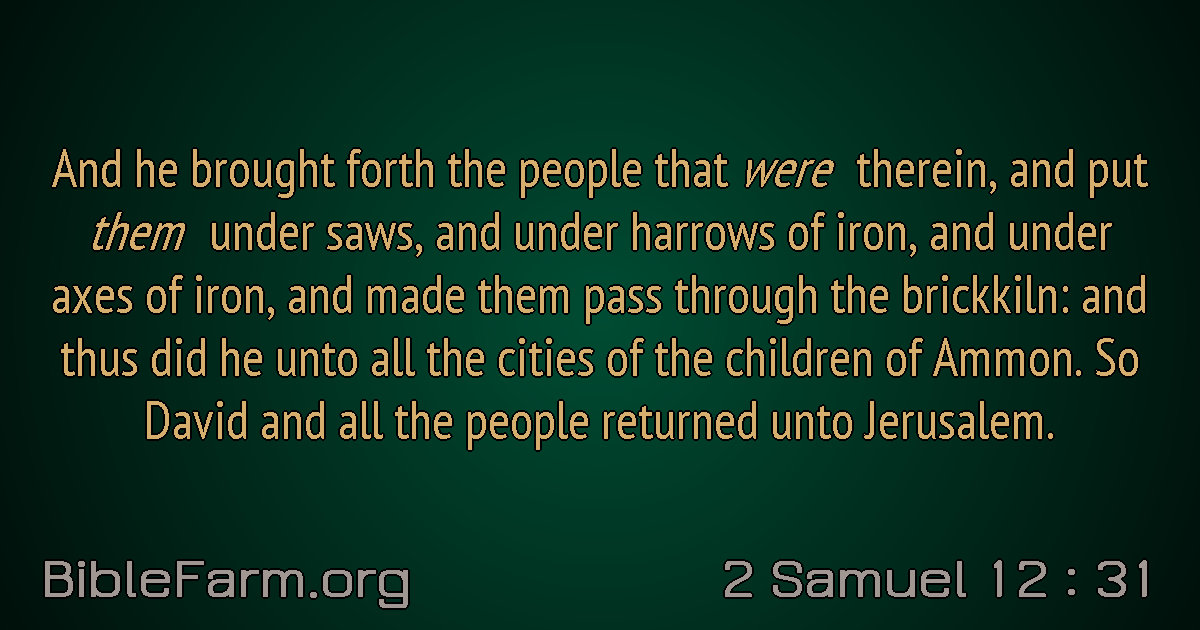 And he brought forth the people that were therein, and put
them under saws, and under harrows of iron, and under
axes of iron, and made them pass through the brickkiln: and
thus did he unto all the cities of the children of Ammon. So
David and all the people returned unto Jerusalem.
BibleFarm.org
2 Samuel 12 : 31